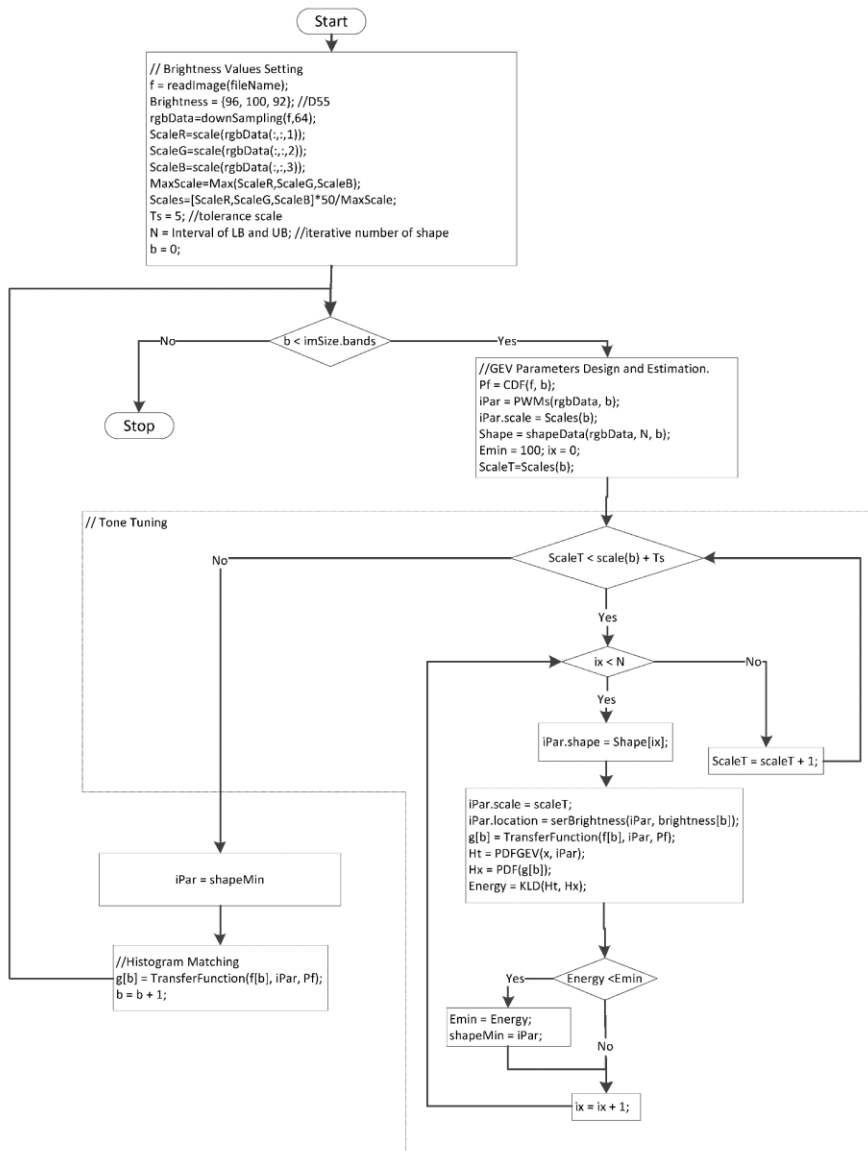 Start
// Brightness Values Setting
f = readImage(fileName);
Brightness = {96, 100, 92}; //D55
rgbData=downSampling(f,64);
ScaleR=scale(rgbData(:,:,1));
ScaleG=scale(rgbData(:,:,2));
ScaleB=scale(rgbData(:,:,3));
MaxScale=Max(ScaleR,ScaleG,ScaleB);
Scales=[ScaleR,ScaleG,ScaleB]*50/MaxScale;
Ts = 5; //tolerance scale
N = Interval of LB and UB; //iterative number of shape
b = 0;
b < imSize.bands
No
Yes
Stop
//GEV Parameters Design and Estimation.
Pf = CDF(f, b);
iPar = PWMs(rgbData, b);
iPar.scale = Scales(b);
Shape = shapeData(rgbData, N, b);
Emin = 100; ix = 0;
ScaleT=Scales(b);
// Tone Tuning
ScaleT < scale(b) + Ts
No
Yes
ix < N
No
Yes
iPar.shape = Shape[ix];
ScaleT = scaleT + 1;
iPar.scale = scaleT;
iPar.location = serBrightness(iPar, brightness[b]);
g[b] = TransferFunction(f[b], iPar, Pf);
Ht = PDFGEV(x, iPar);
Hx = PDF(g[b]);
Energy = KLD(Ht, Hx);
iPar = shapeMin
//Histogram Matching
g[b] = TransferFunction(f[b], iPar, Pf);
b = b + 1;
Energy <Emin
Yes
Emin = Energy;
shapeMin = iPar;
No
ix = ix + 1;